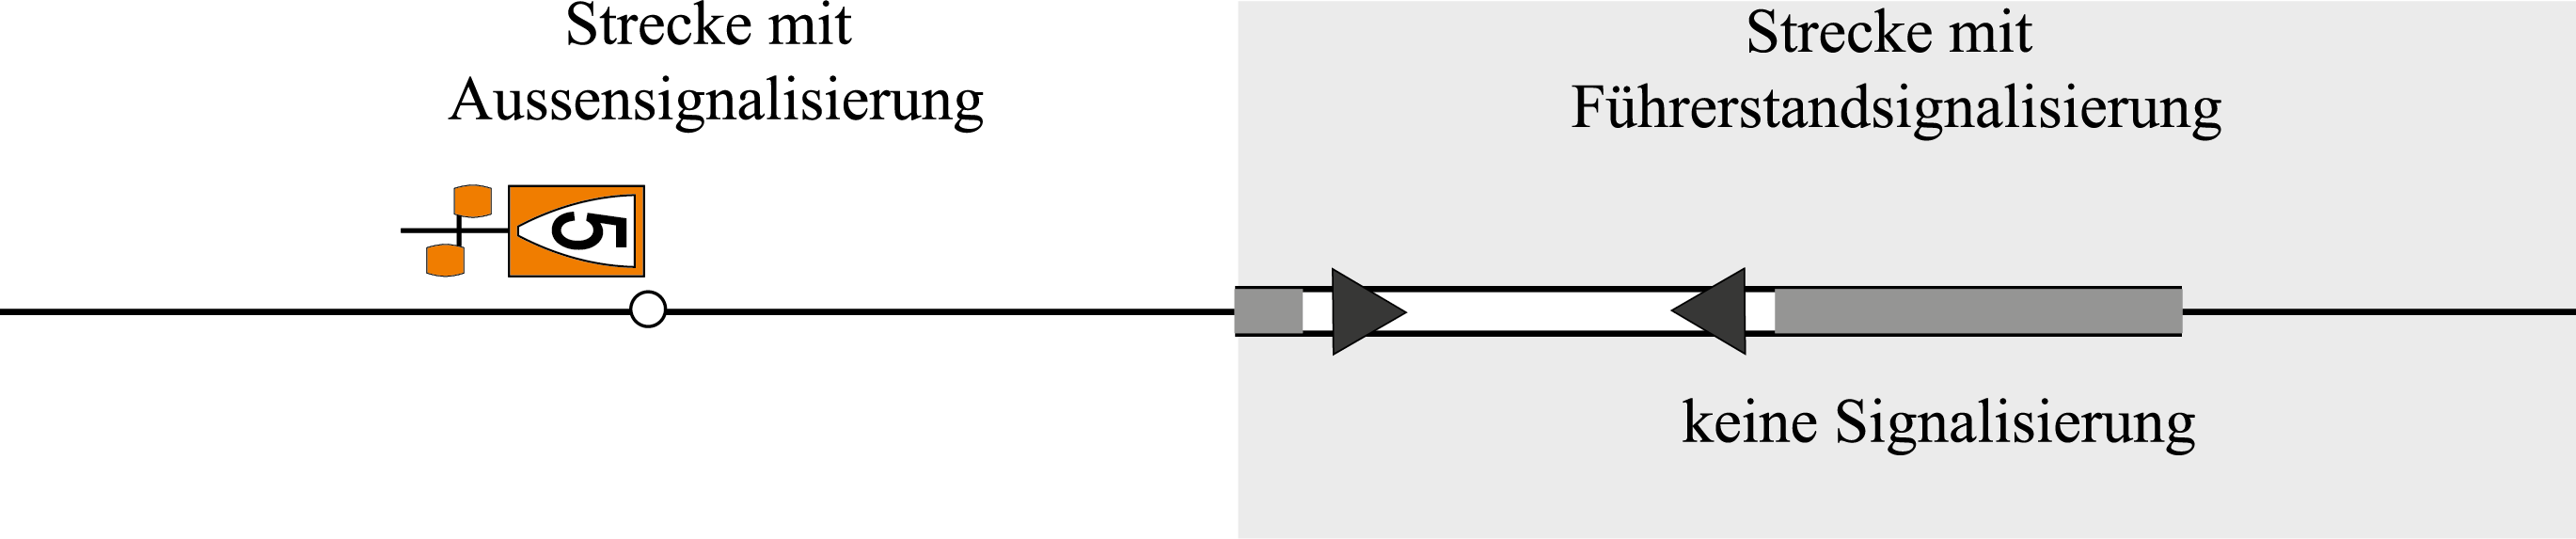 Strecke mit
Aussensignalisierung
Strecke mit
Führerstandsignalisierung
5
keine Signalisierung